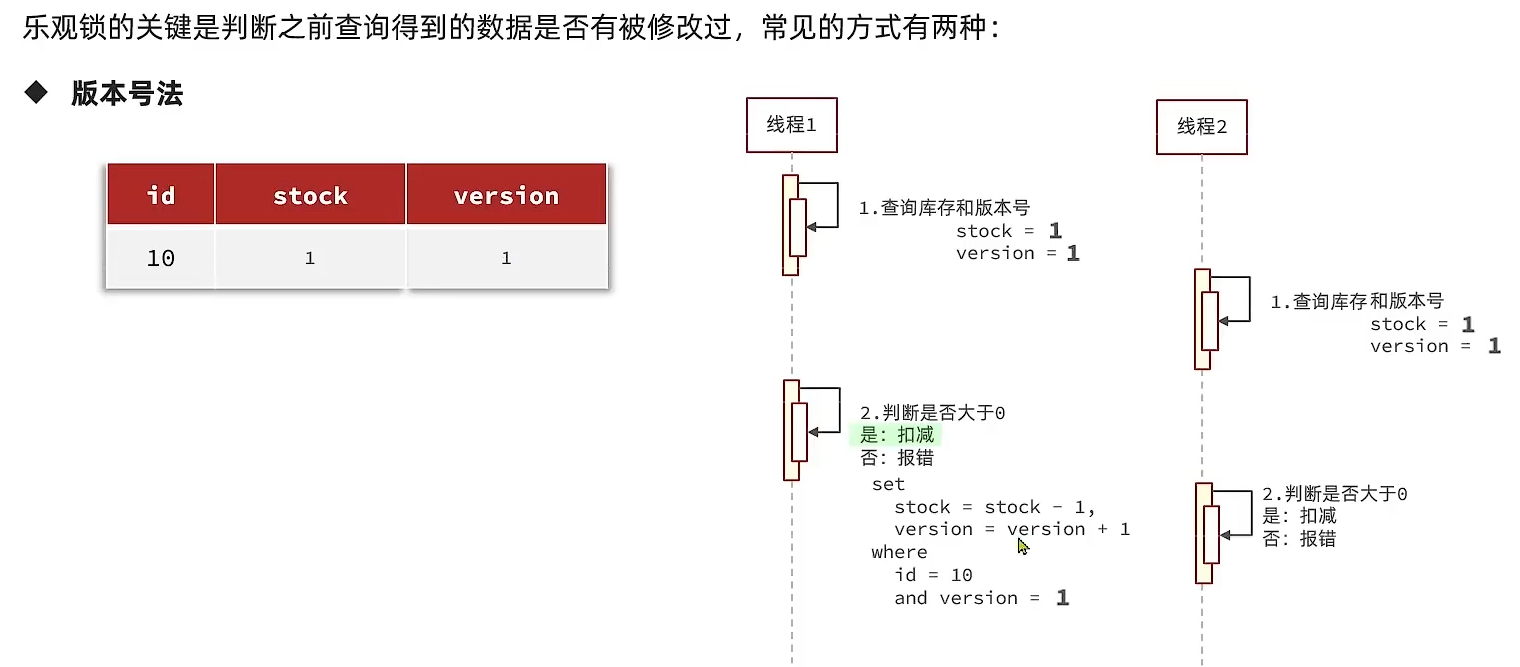 乐观锁的关键是判断之前查询得到的数据是否有被修改过，常见的方式有两种：
◆ 版本号法
id stock version
10 1 1
线程1
1.查询库存和版本号
stock = 1
version = 1
2.判断是否大于0
是：扣减
否：报错
set
stock = stock - 1,
version = version + 1
where
id = 10
and version = 1
线程2
1.查询库存和版本号
stock = 1
version = 1
2.判断是否大于0
是：扣减
否：报错